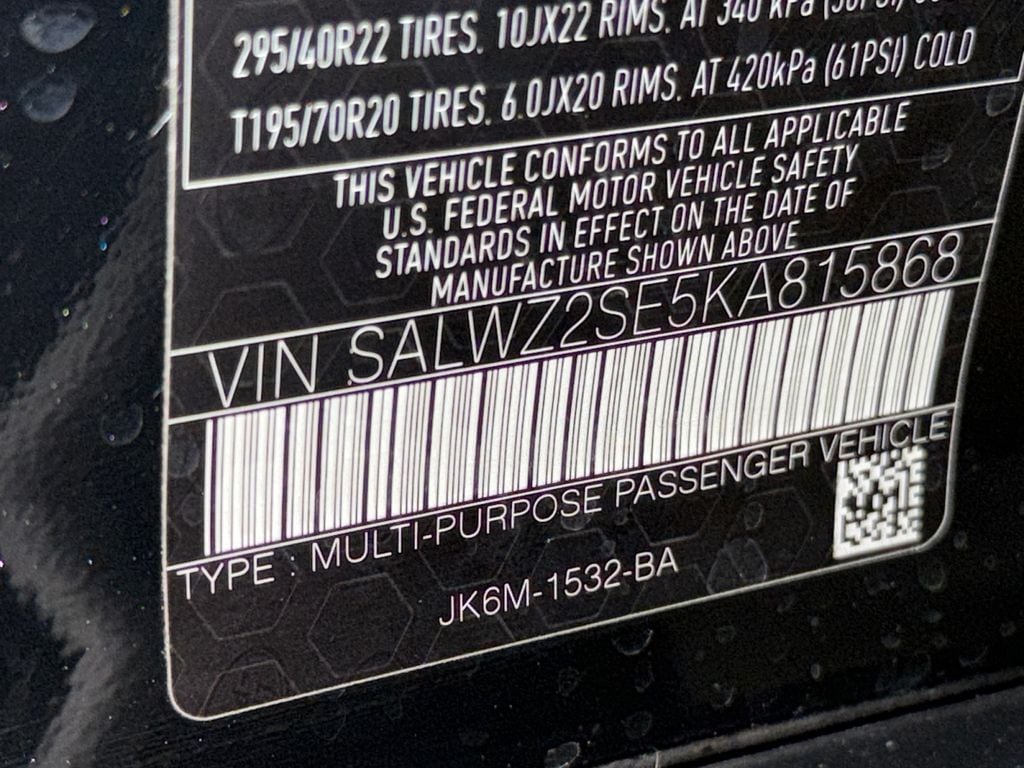 295/40R22 TIRES. 10JX22 RIMS. AT 340 kPa
T195/70R20 TIRES. 6.0JX20 RIMS. AT 420kPa (61PSI) COLD
THIS VEHICLE CONFORMS TO ALL APPLICABLE
U.S. FEDERAL MOTOR VEHICLE SAFETY
STANDARDS IN EFFECT ON THE DATE OF
MANUFACTURE SHOWN ABOVE
VIN SALWZ2SE5KA815868
TYPE : MULTI-PURPOSE PASSENGER VEHICLE
JK6M-1532-BA